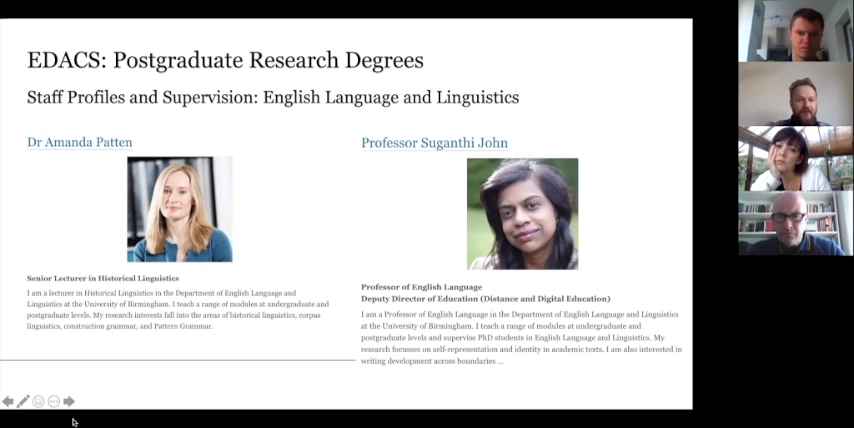 EDACS: Postgraduate Research Degrees
Staff Profiles and Supervision: English Language and Linguistics
Dr Amanda Patten
Senior Lecturer in Historical Linguistics
I am a lecturer in Historical Linguistics in the Department of English Language and
Linguistics at the University of Birmingham. I teach a range of modules at undergraduate and
postgraduate levels. My research interests fall into the areas of historical linguistics, corpus
linguistics, construction grammar, and Pattern Grammar.
Professor Suganthi John
Professor of English Language
Deputy Director of Education (Distance and Digital Education)
I am a Professor of English Language in the Department of English Language and Linguistics
at the University of Birmingham. I teach a range of modules at undergraduate and
postgraduate levels and supervise PhD students in English Language and Linguistics. My
research focusses on self-representation and identity in academic texts. I am also interested in
writing development across boundaries ...